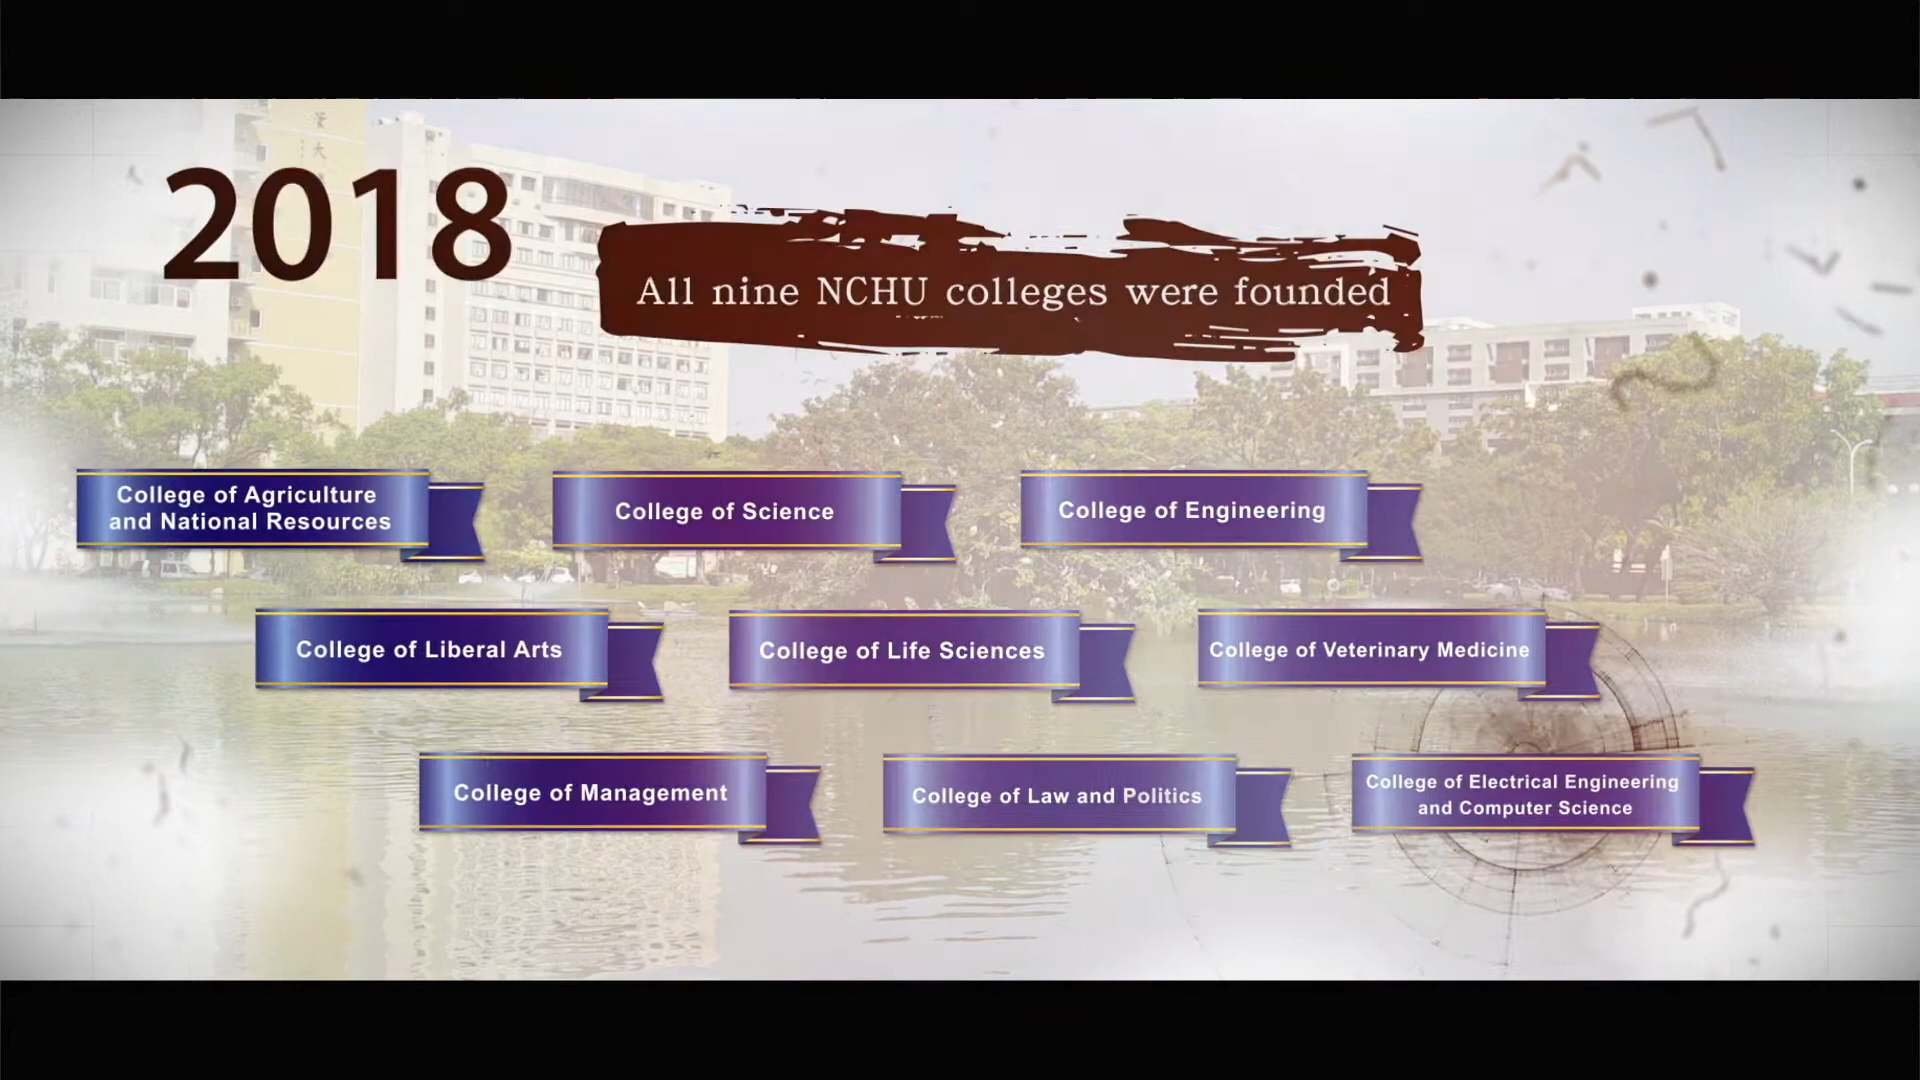 2018
All nine NCHU colleges were founded
College of Agriculture
and National Resources
College of Science
College of Engineering
College of Liberal Arts
College of Life Sciences
College of Veterinary Medicine
College of Management
College of Law and Politics
College of Electrical Engineering
and Computer Science